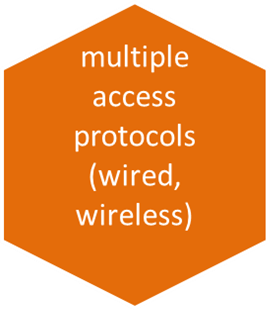 multiple
access
protocols
(wired,
wireless)